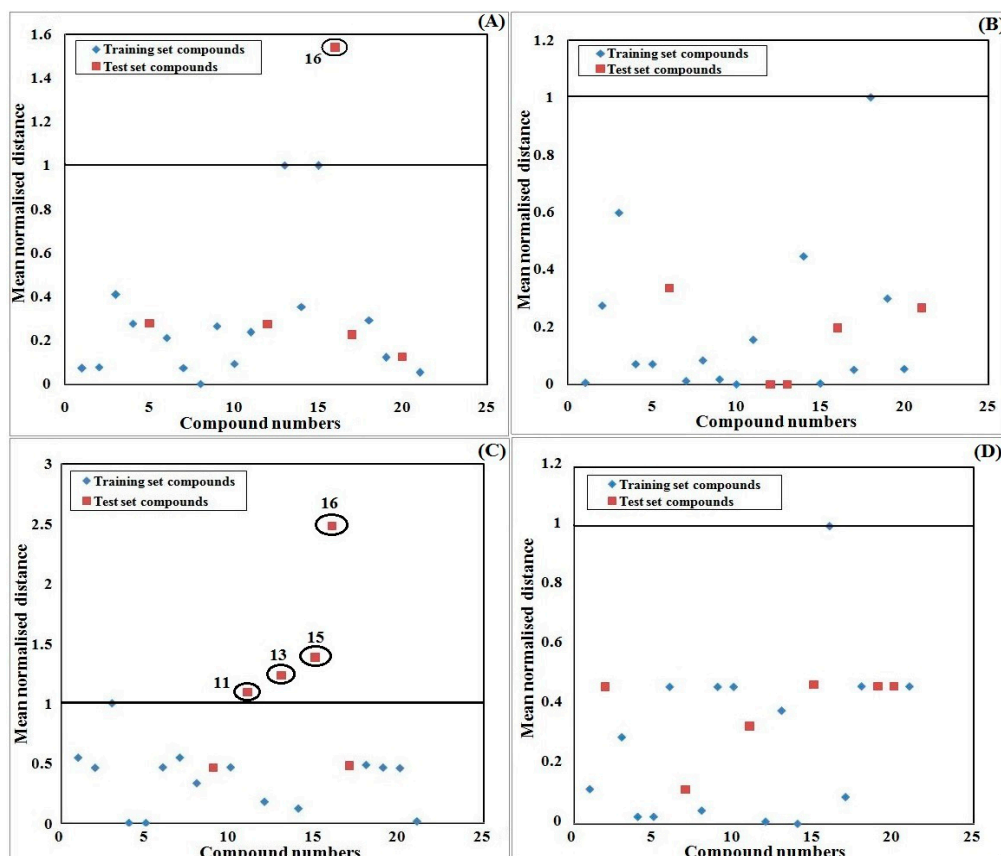 (A)
1.6
1.4
1.2
1
0.8
0.6
0.4
0.2
0
Mean normalised distance
Training set compounds
Test set compounds
16
0 5 10 15 20 25
Compound numbers
(B)
1.2
1
0.8
0.6
0.4
0.2
0
Mean normalised distance
Training set compounds
Test set compounds
0 5 10 15 20 25
Compound numbers
(C)
3
2.5
2
1.5
1
0.5
0
Mean normalised distance
Training set compounds
Test set compounds
16
15
13
11
0 5 10 15 20 25
Compound numbers
(D)
1.2
1
0.8
0.6
0.4
0.2
0
Mean normalised distance
Training set compounds
Test set compounds
0 5 10 15 20 25
Compound numbers